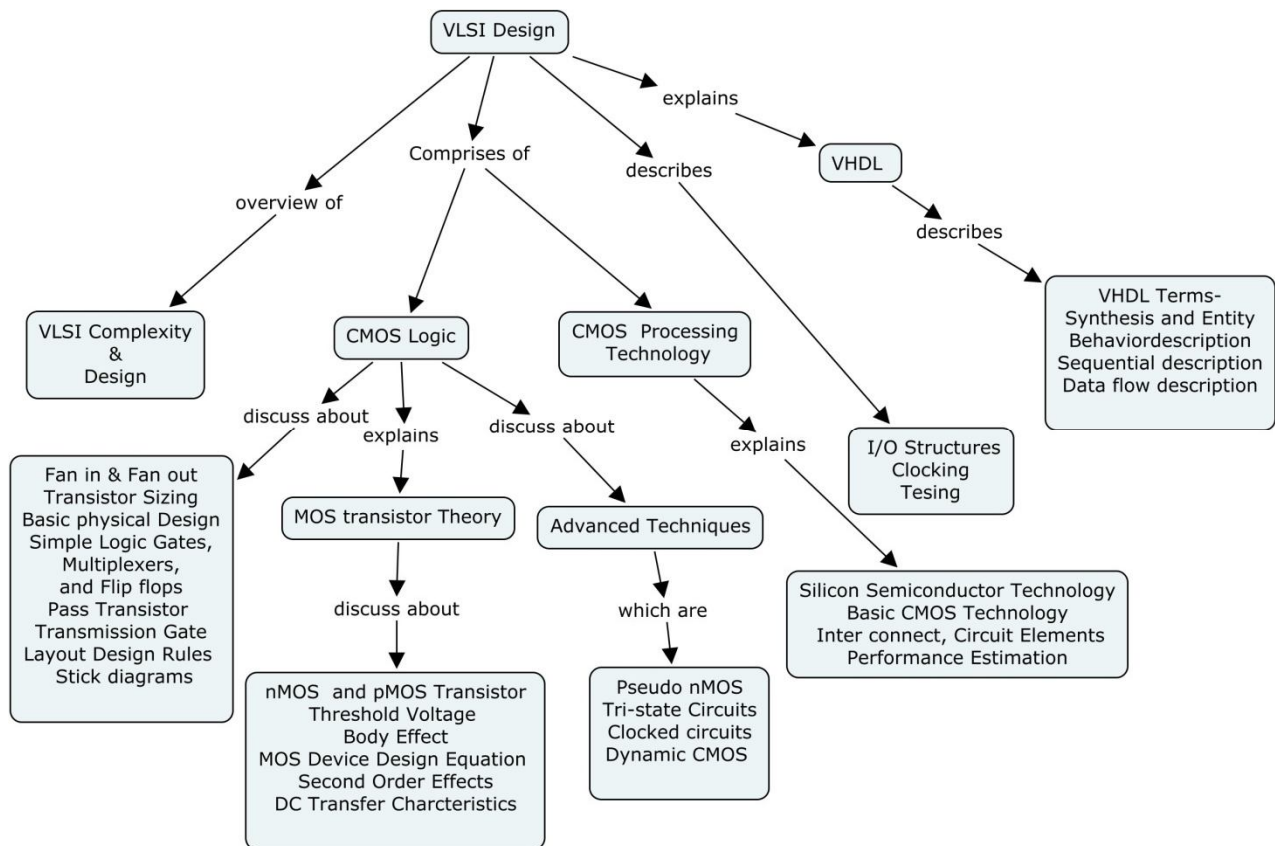 VLSI Design
explains
Comprises of
VHDL
describes
overview of
describes
VLSI Complexity
&
Design
CMOS Logic
CMOS Processing
Technology
VHDL Terms-
Synthesis and Entity
Behaviordescription
Sequential description
Data flow description
discuss about
explains
discuss about
explains
I/O Structures
Clocking
Tesing
Fan in & Fan out
Transistor Sizing
Basic physical Design
Simple Logic Gates,
Multiplexers,
and Flip flops
Pass Transistor
Transmission Gate
Layout Design Rules
Stick diagrams
MOS transistor Theory
Advanced Techniques
Silicon Semiconductor Technology
Basic CMOS Technology
Inter connect, Circuit Elements
Performance Estimation
discuss about
which are
nMOS and pMOS Transistor
Threshold Voltage
Body Effect
MOS Device Design Equation
Second Order Effects
DC Transfer Charcteristics
Pseudo nMOS
Tri-state Circuits
Clocked circuits
Dynamic CMOS